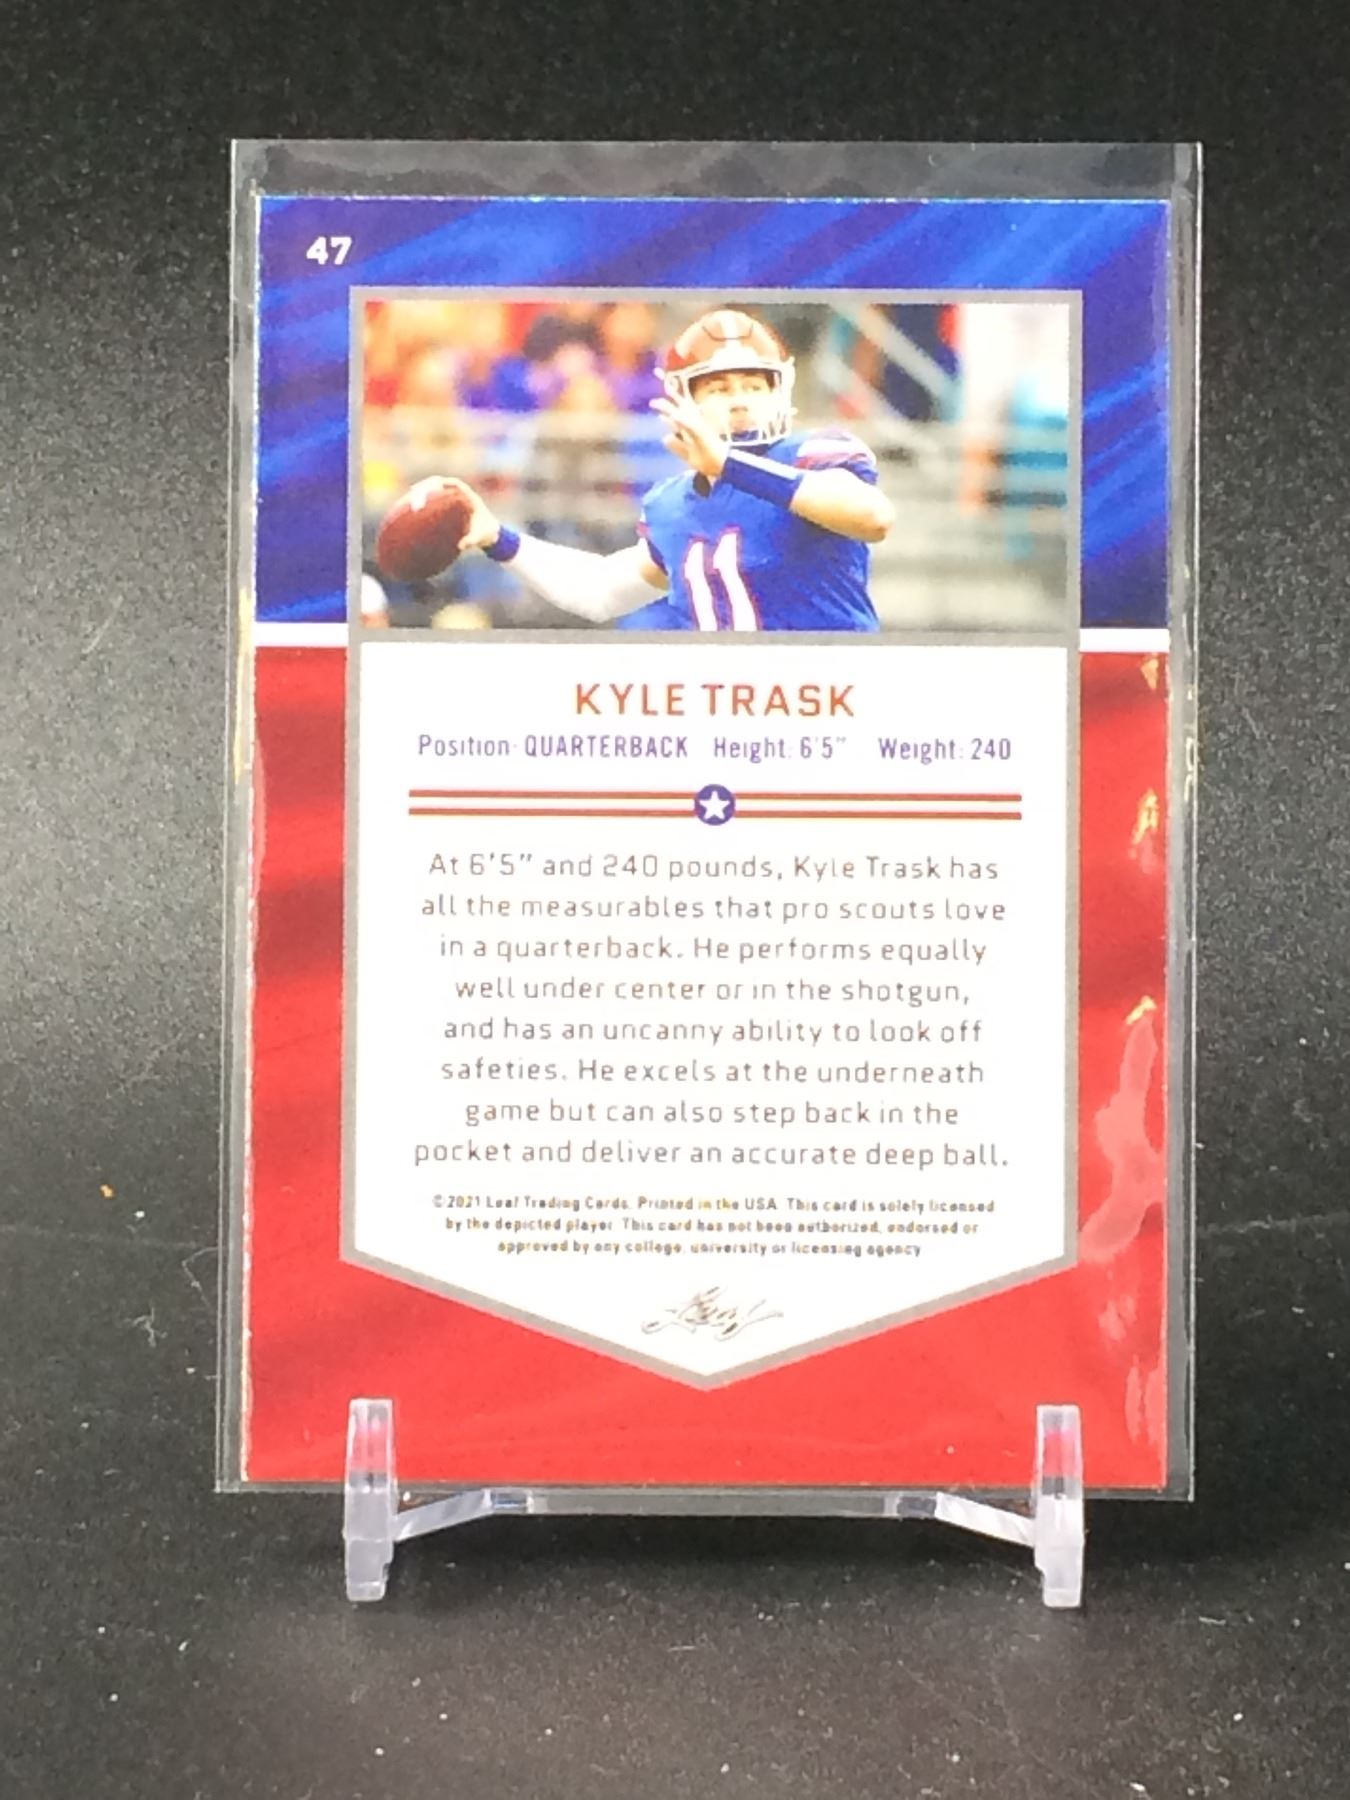 47
11
KYLE TRASK
Position: QUARTERBACK Height: 6'5" Weight: 240
At 6'5" and 240 pounds, Kyle Trask has
all the measurables that pro scouts love
in a quarterback. He performs equally
well under center or in the shotgun,
and has an uncanny ability to look off
safeties. He excels at the underneath
game but can also step back in the
pocket and deliver an accurate deep ball.
©2021 Leaf Trading Cards. Printed in the USA. This card is solely licensed
by the depicted player. This card has not been authorized, endorsed or
approved by any college, university or licensing agency
Leaf